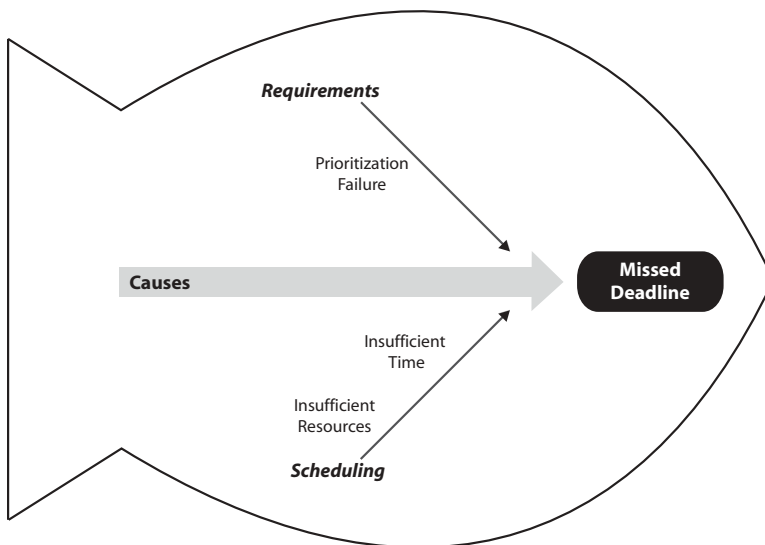 Requirements
Prioritization
Failure
Causes
Missed
Deadline
Insufficient
Time
Insufficient
Resources
Scheduling